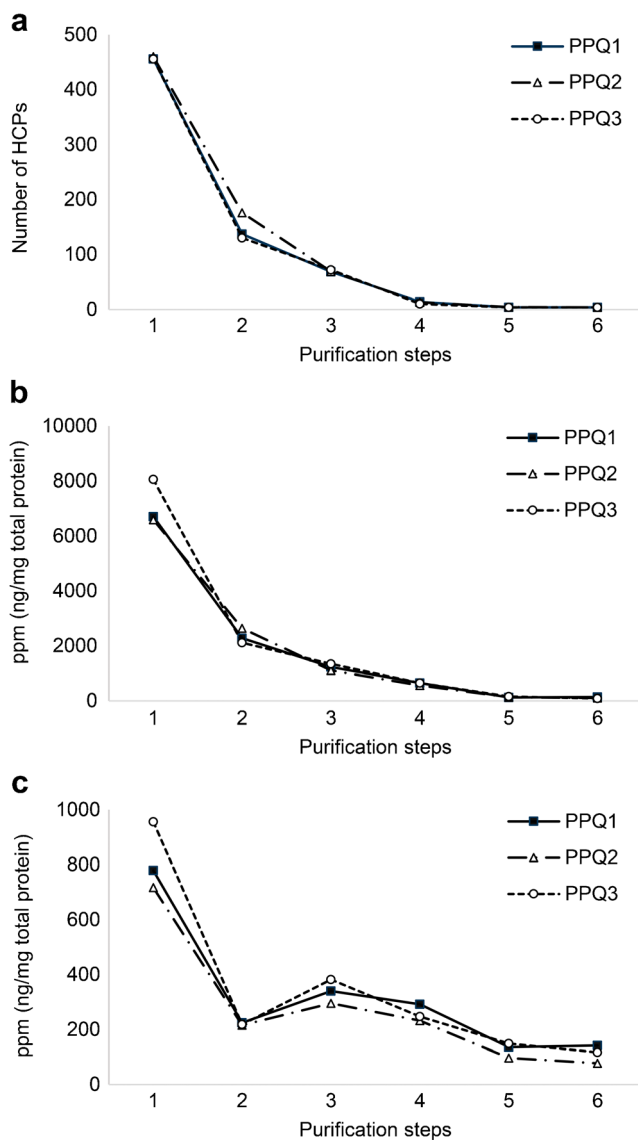 a
500
400
300
200
100
0
Number of HCPs
PPQ1
PPQ2
PPQ3
1 2 3 4 5 6
Purification steps
b
10000
8000
6000
4000
2000
0
ppm (ng/mg total protein)
PPQ1
PPQ2
PPQ3
1 2 3 4 5 6
Purification steps
c
1000
800
600
400
200
0
ppm (ng/mg total protein)
PPQ1
PPQ2
PPQ3
1 2 3 4 5 6
Purification steps